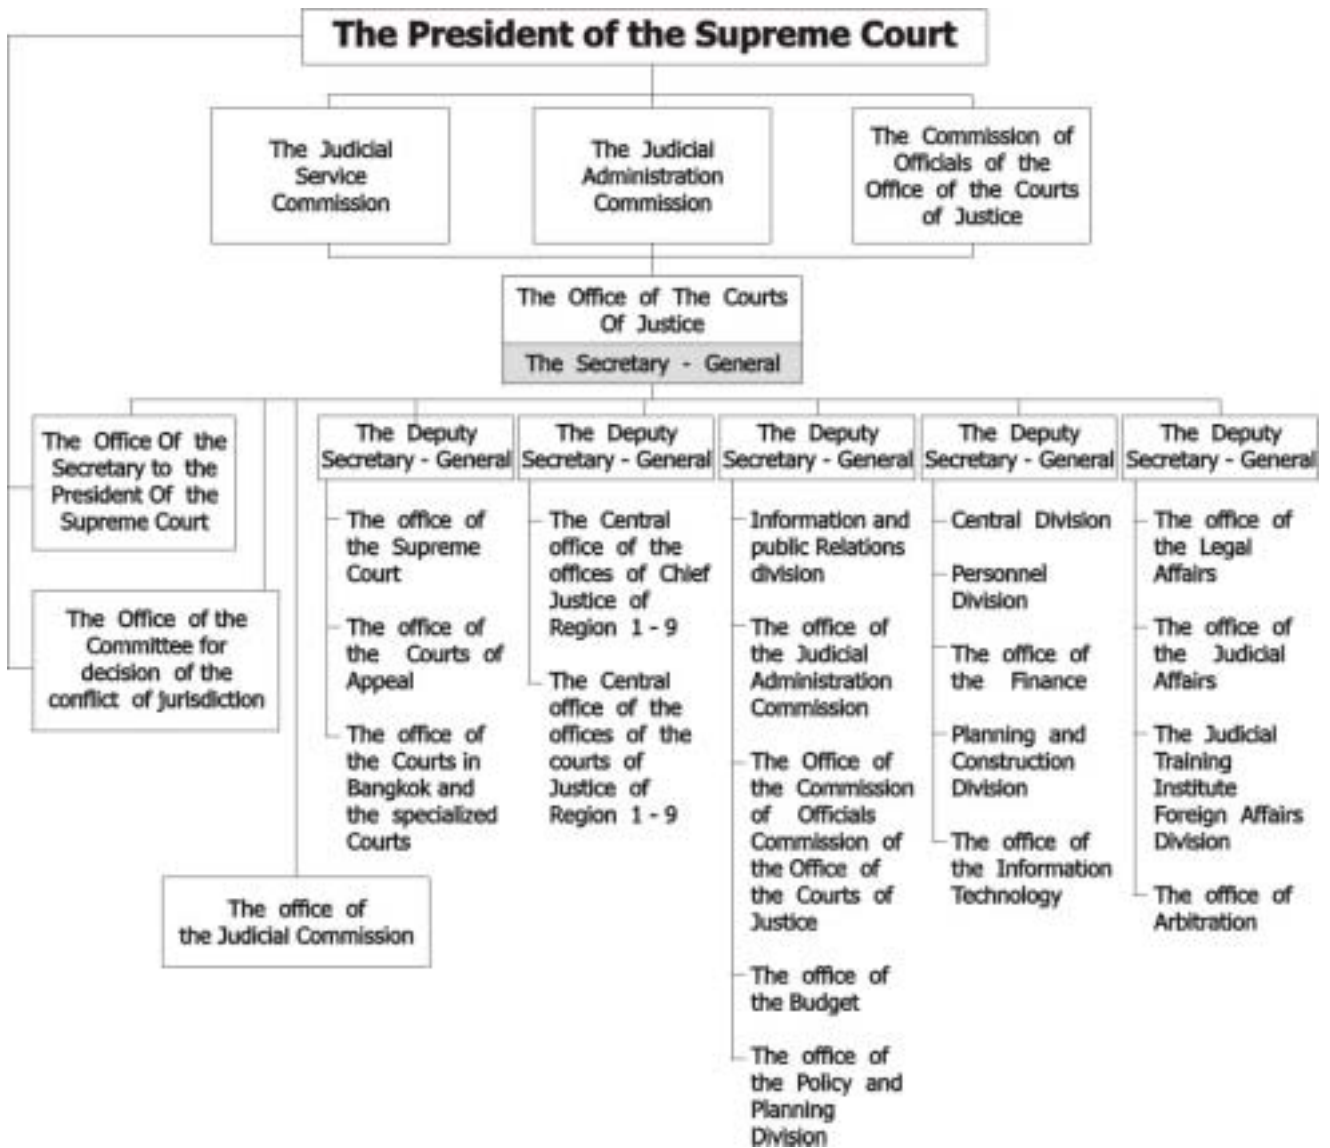 The President of the Supreme Court
The Judicial
Service
Commission
The Judicial
Administration
Commission
The Commission of
Officials of the
Office of the Courts
of Justice
The Office of The Courts
Of Justice
The Secretary - General
The Office Of the
Secretary to the
President Of the
Supreme Court
The Office of the
Committee for
decision of the
conflict of jurisdiction
The office of
the Judicial Commission
The Deputy
Secretary - General
The office of
the Supreme
Court
The office of
the Courts of
Appeal
The office of
the Courts in
Bangkok and
the specialized
Courts
The Deputy
Secretary - General
The Central
office of the
offices of Chief
Justice of
Region 1 - 9
The Central
office of the
offices of the
courts of
Justice of
Region 1 - 9
The Deputy
Secretary - General
Information and
public Relations
division
The office of
the Judicial
Administration
Commission
The Office of
the Commission
of Officials
Commission of
the Office of
the Courts of
Justice
The office of
the Budget
The office of
the Policy and
Planning
Division
The Deputy
Secretary - General
Central Division
Personnel
Division
The office of
the Finance
Planning and
Construction
Division
The office of
the Information
Technology
The Deputy
Secretary - General
The office of
the Legal
Affairs
The office of
the Judicial
Affairs
The Judicial
Training
Institute
Foreign Affairs
Division
The office of
Arbitration